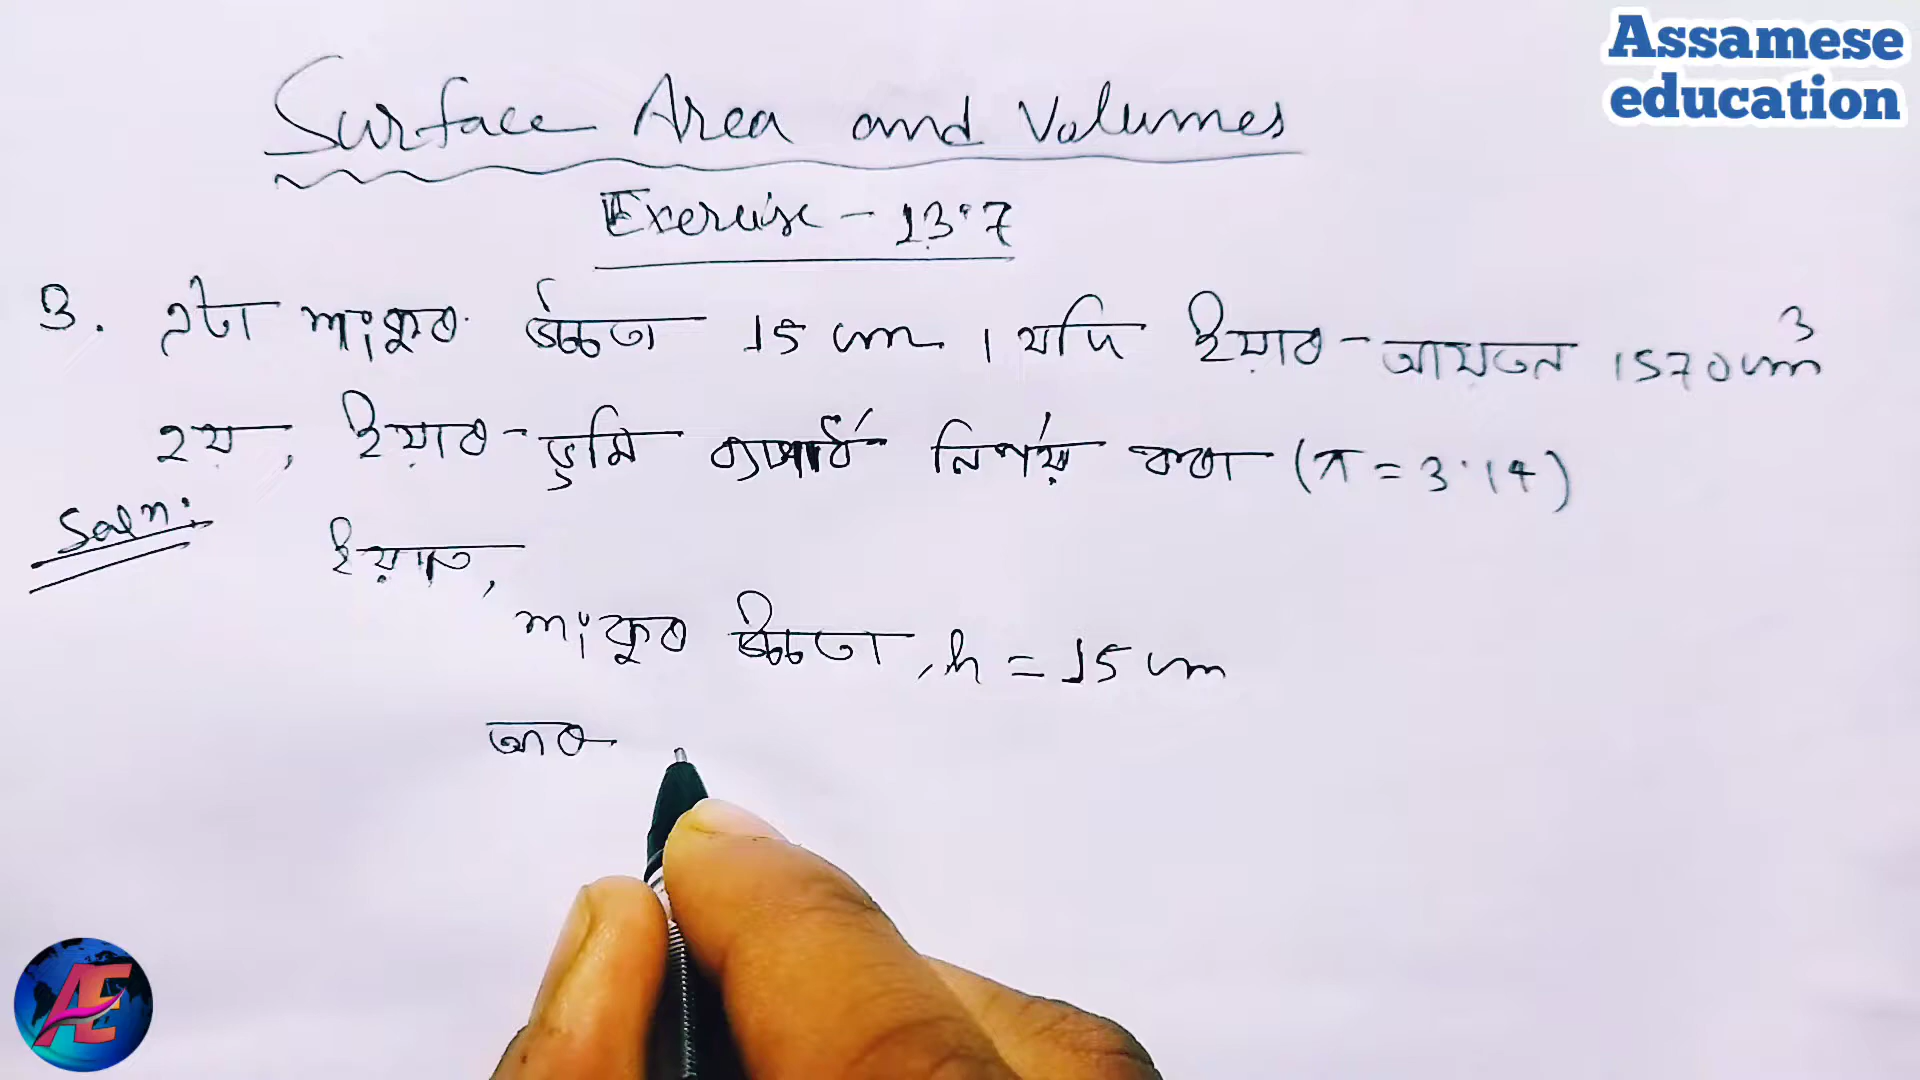 Assamese
education
Surface Area and Volumes
Exercise - 13.7
3. এটা শংকুৰ উচ্চতা 15 cm । যদি ইয়াৰ আয়তন 1570 cm³
হয়, ইয়াৰ ভূমি ব্যাসাৰ্ধ নিৰ্ণয় কৰা (π = 3.14)
Soln:
ইয়াত,
শংকুৰ উচ্চতা, h = 15 cm
আৰু
AE